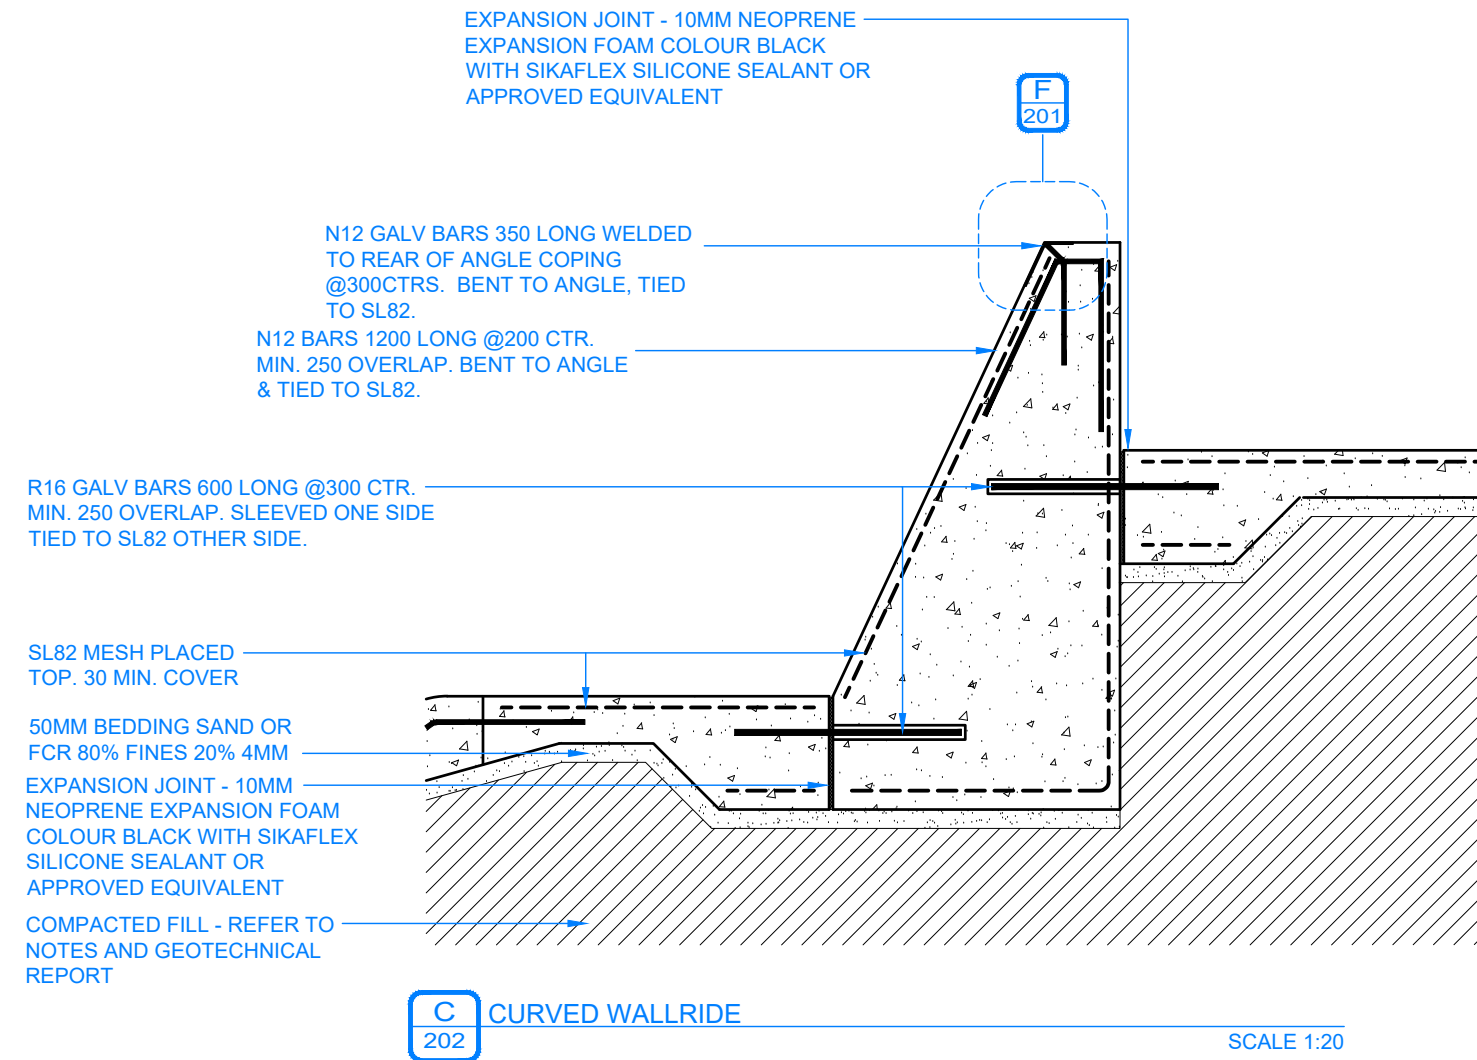 EXPANSION JOINT - 10MM NEOPRENE
EXPANSION FOAM COLOUR BLACK
WITH SIKAFLEX SILICONE SEALANT OR
APPROVED EQUIVALENT
F
201
N12 GALV BARS 350 LONG WELDED
TO REAR OF ANGLE COPING
@300CTRS. BENT TO ANGLE, TIED
TO SL82.
N12 BARS 1200 LONG @200 CTR.
MIN. 250 OVERLAP. BENT TO ANGLE
& TIED TO SL82.
R16 GALV BARS 600 LONG @300 CTR.
MIN. 250 OVERLAP. SLEEVED ONE SIDE
TIED TO SL82 OTHER SIDE.
SL82 MESH PLACED
TOP. 30 MIN. COVER
50MM BEDDING SAND OR
FCR 80% FINES 20% 4MM
EXPANSION JOINT - 10MM
NEOPRENE EXPANSION FOAM
COLOUR BLACK WITH SIKAFLEX
SILICONE SEALANT OR
APPROVED EQUIVALENT
COMPACTED FILL - REFER TO
NOTES AND GEOTECHNICAL
REPORT
C
202
CURVED WALLRIDE
SCALE 1:20